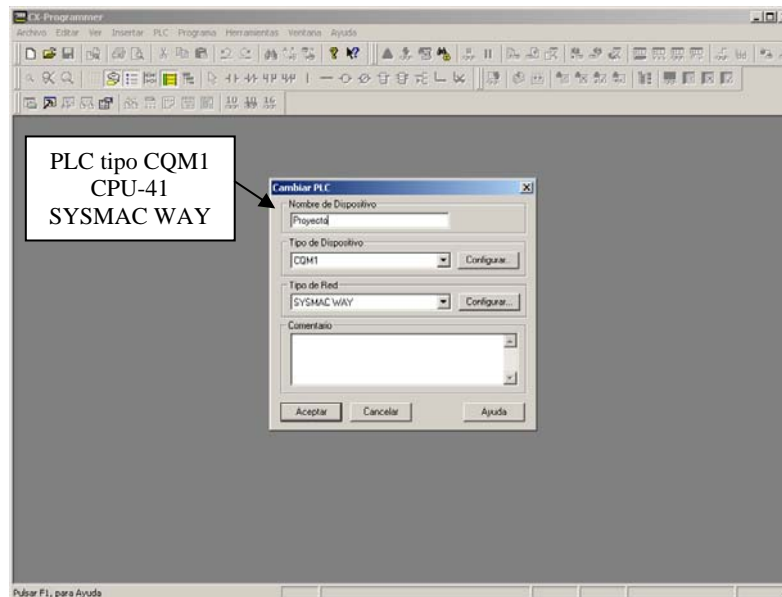 CX-Programmer
Archivo Editar Ver Insertar PLC Programa Herramientas Ventana Ayuda
PLC tipo CQM1
CPU-41
SYSMAC WAY
Cambiar PLC
Nombre de Dispositivo
Proyecto
Tipo de Dispositivo
CQM1
Configurar...
Tipo de Red
SYSMAC WAY
Configurar...
Comentario
Aceptar Cancelar Ayuda
Pulsar F1, para Ayuda